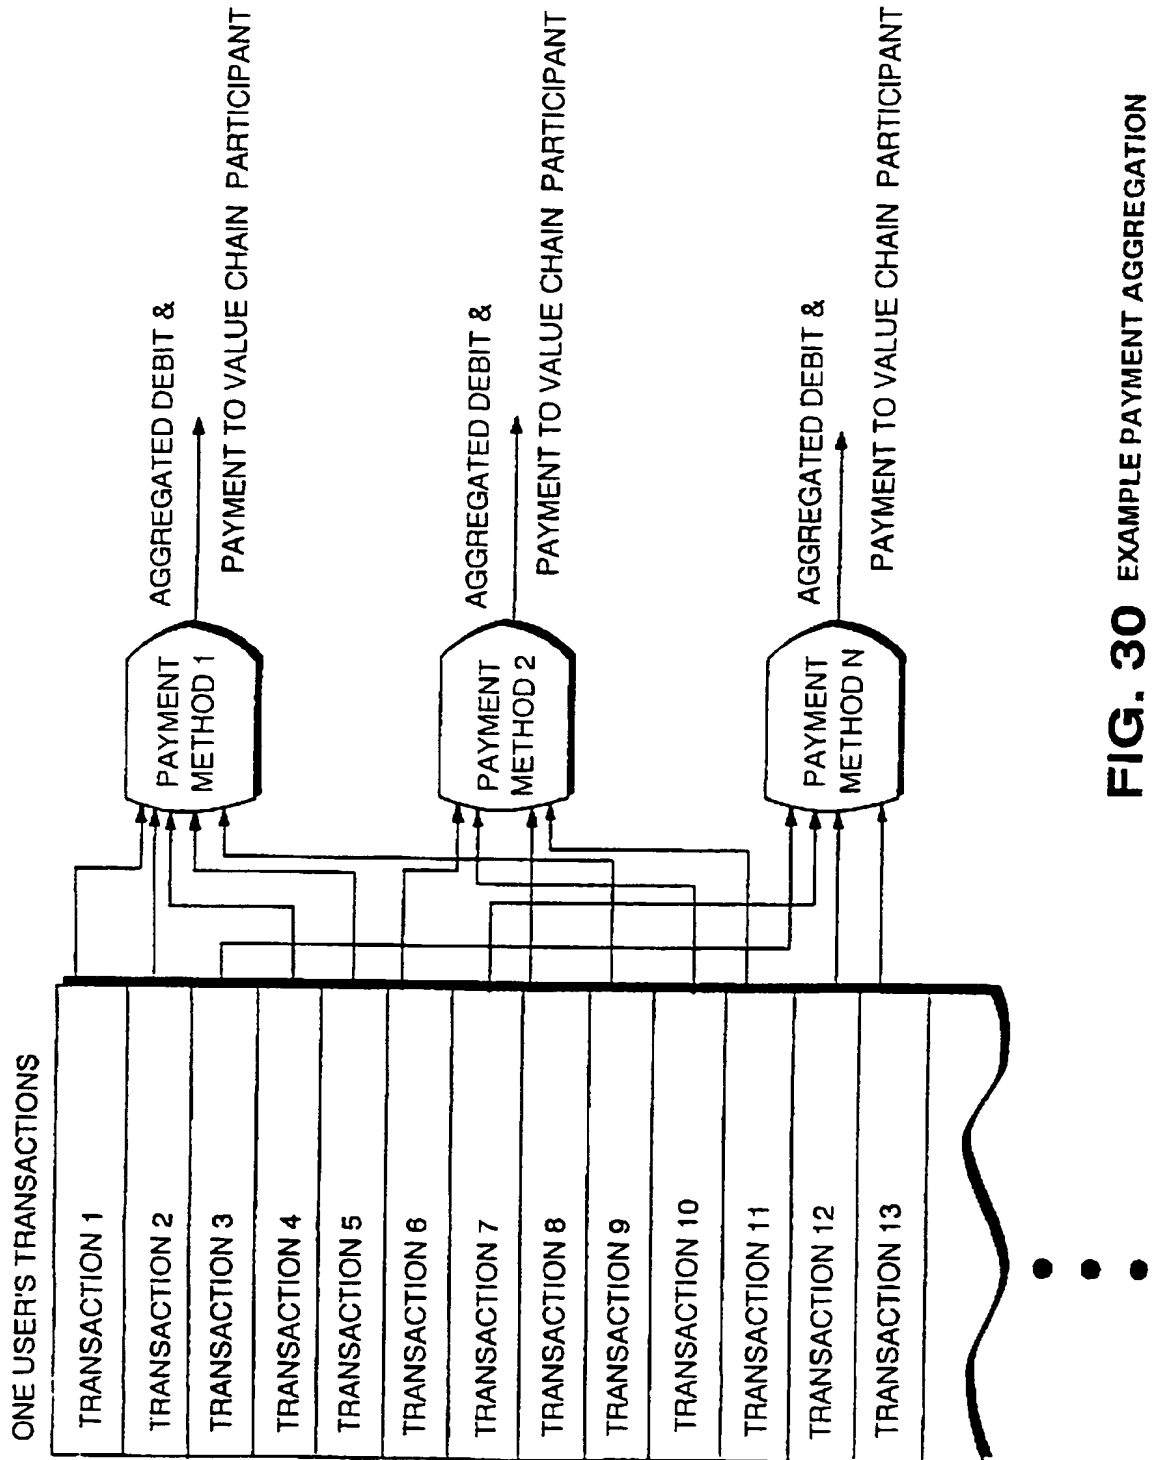 ONE USER'S TRANSACTIONS
TRANSACTION 1
TRANSACTION 2
TRANSACTION 3
TRANSACTION 4
TRANSACTION 5
TRANSACTION 6
TRANSACTION 7
TRANSACTION 8
TRANSACTION 9
TRANSACTION 10
TRANSACTION 11
TRANSACTION 12
TRANSACTION 13
PAYMENT
METHOD 1
AGGREGATED DEBIT &
PAYMENT TO VALUE CHAIN PARTICIPANT
PAYMENT
METHOD 2
AGGREGATED DEBIT &
PAYMENT TO VALUE CHAIN PARTICIPANT
PAYMENT
METHOD N
AGGREGATED DEBIT &
PAYMENT TO VALUE CHAIN PARTICIPANT
FIG. 30 EXAMPLE PAYMENT AGGREGATION